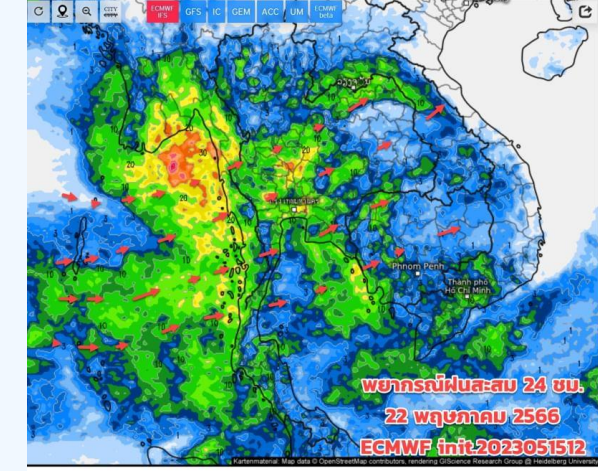 CITY
ECMWF IFS
GFS
IC
GEM
ACC
UM
ECMWF beta
Phnom Penh
Thành phố
Hồ Chí Minh
พยากรณ์ฝนสะสม 24 ชม.
22 พฤษภาคม 2566
ECMWF init.2023051512
Kartenmaterial: Map data © OpenStreetMap contributors, rendering GIScience Research Group @ Heidelberg University